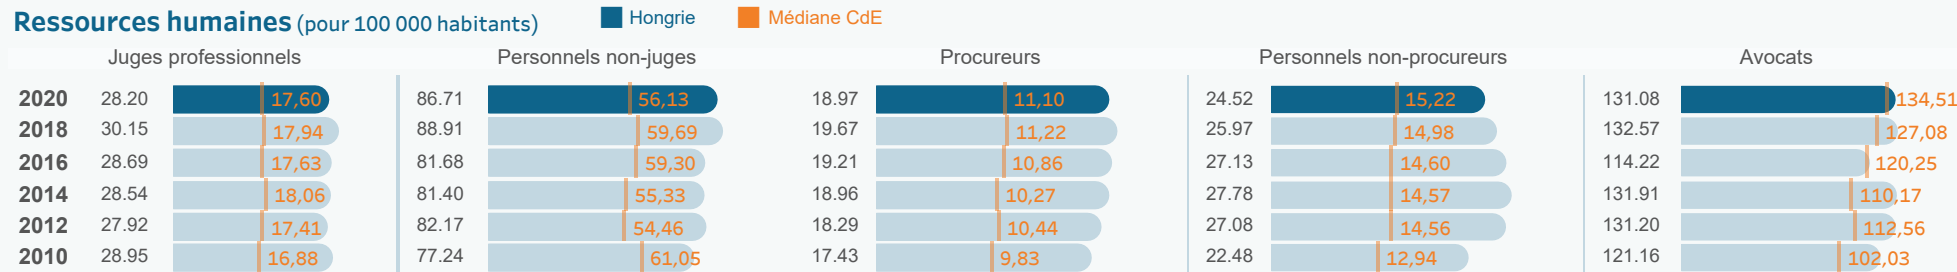 Ressources humaines (pour 100 000 habitants) Hongrie Médiane CdE
Juges professionnels Personnels non-juges Procureurs Personnels non-procureurs Avocats
2020 28.20 17,60 86.71 56,13 18.97 11,10 24.52 15,22 131.08 134,51
2018 30.15 17,94 88.91 59,69 19.67 11,22 25.97 14,98 132.57 127,08
2016 28.69 17,63 81.68 59,30 19.21 10,86 27.13 14,60 114.22 120,25
2014 28.54 18,06 81.40 55,33 18.96 10,27 27.78 14,57 131.91 110,17
2012 27.92 17,41 82.17 54,46 18.29 10,44 27.08 14,56 131.20 112,56
2010 28.95 16,88 77.24 61,05 17.43 9,83 22.48 12,94 121.16 102,03